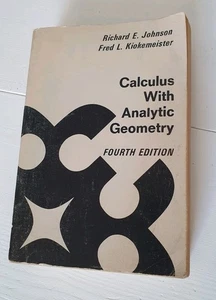 Richard E. Johnson
Fred L. Kiokemeister
Calculus
With
Analytic
Geometry
FOURTH EDITION